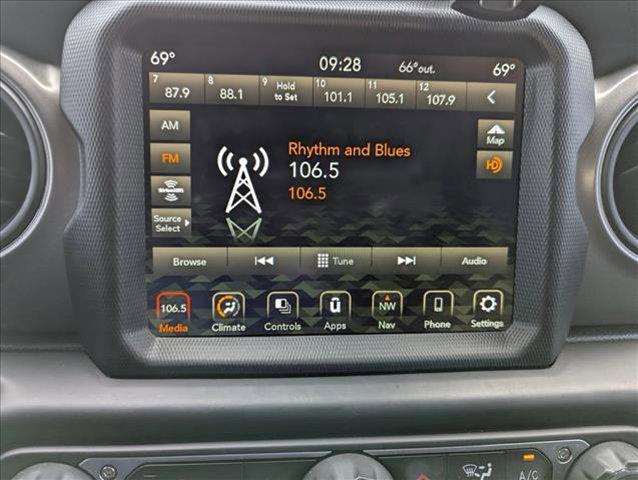 69° 09:28 66°out. 69°
7 8 9 10 11 12
87.9 88.1 Hold to Set 101.1 105.1 107.9
AM
Map
FM
HD
Rhythm and Blues
106.5
106.5
SiriusXM
Source
Select
Browse Tune Audio
106.5 NW
Media Climate Controls Apps Nav Phone Settings
A/C